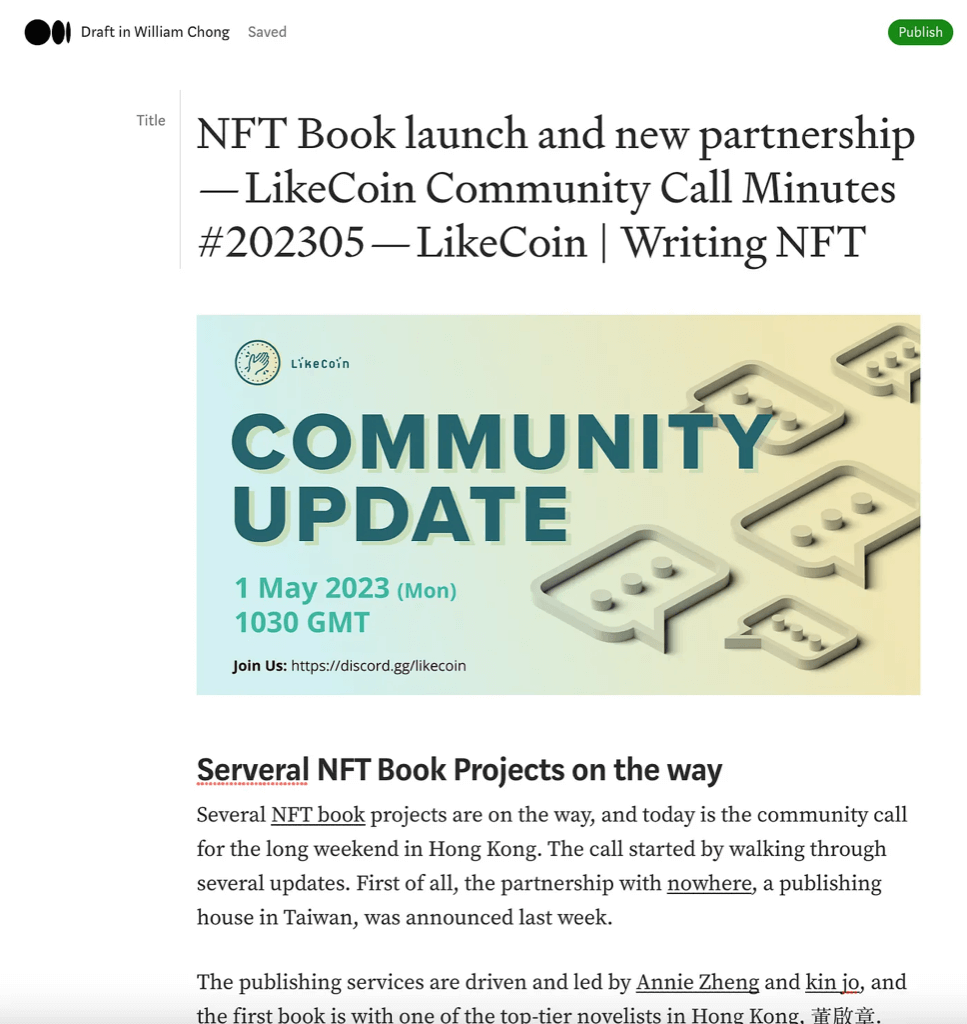 Draft in William Chong Saved
Publish
Title
NFT Book launch and new partnership
— LikeCoin Community Call Minutes
#202305 — LikeCoin | Writing NFT
LikeCoin
COMMUNITY
UPDATE
1 May 2023 (Mon)
1030 GMT
Join Us: https://discord.gg/likecoin
Serveral NFT Book Projects on the way
Several NFT book projects are on the way, and today is the community call
for the long weekend in Hong Kong. The call started by walking through
several updates. First of all, the partnership with nowhere, a publishing
house in Taiwan, was announced last week.
The publishing services are driven and led by Annie Zheng and kin jo, and
the first book is with one of the top-tier novelists in Hong Kong, 董啟章.